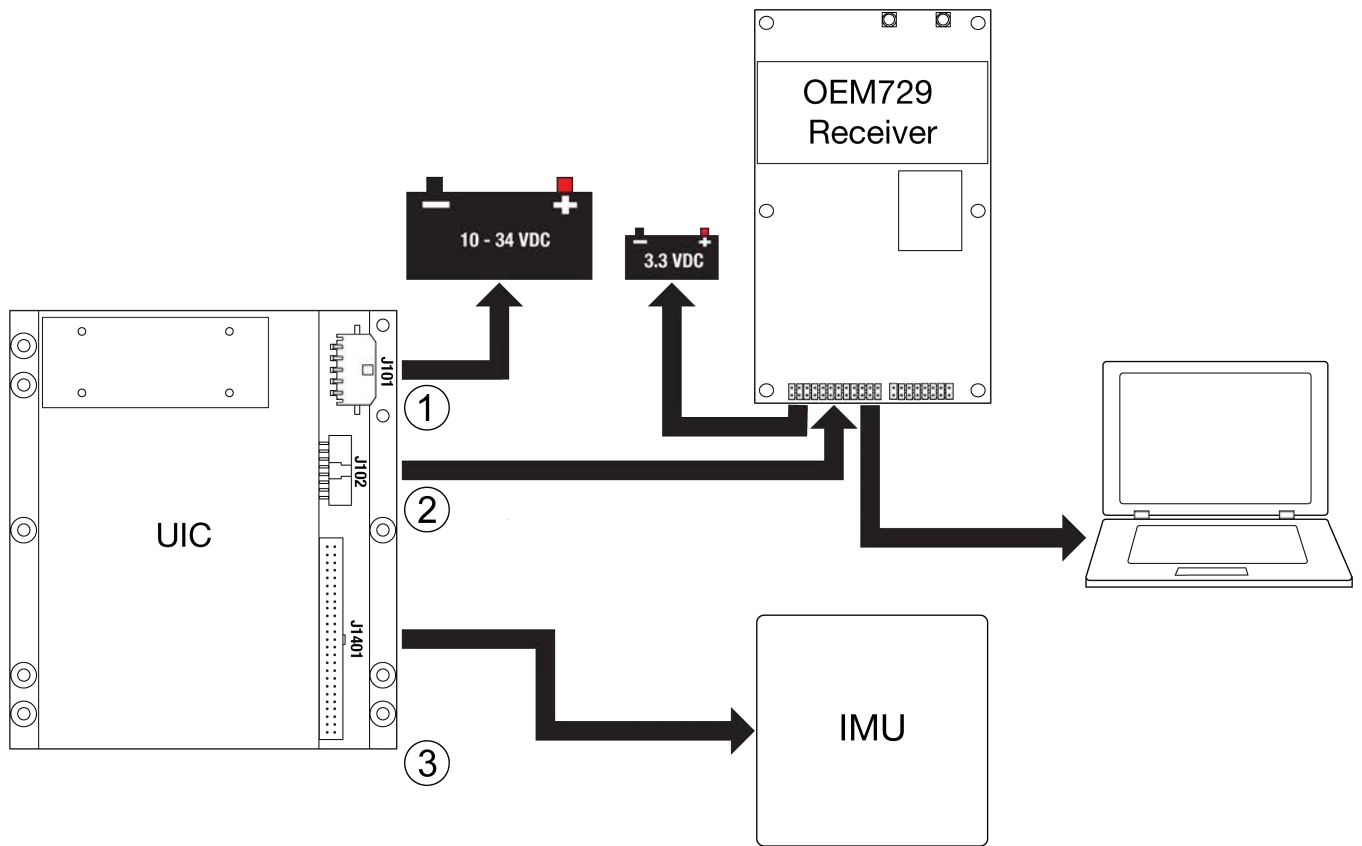 OEM729
Receiver
10 - 34 VDC
3.3 VDC
J101
1
J102
2
UIC
J1401
IMU
3